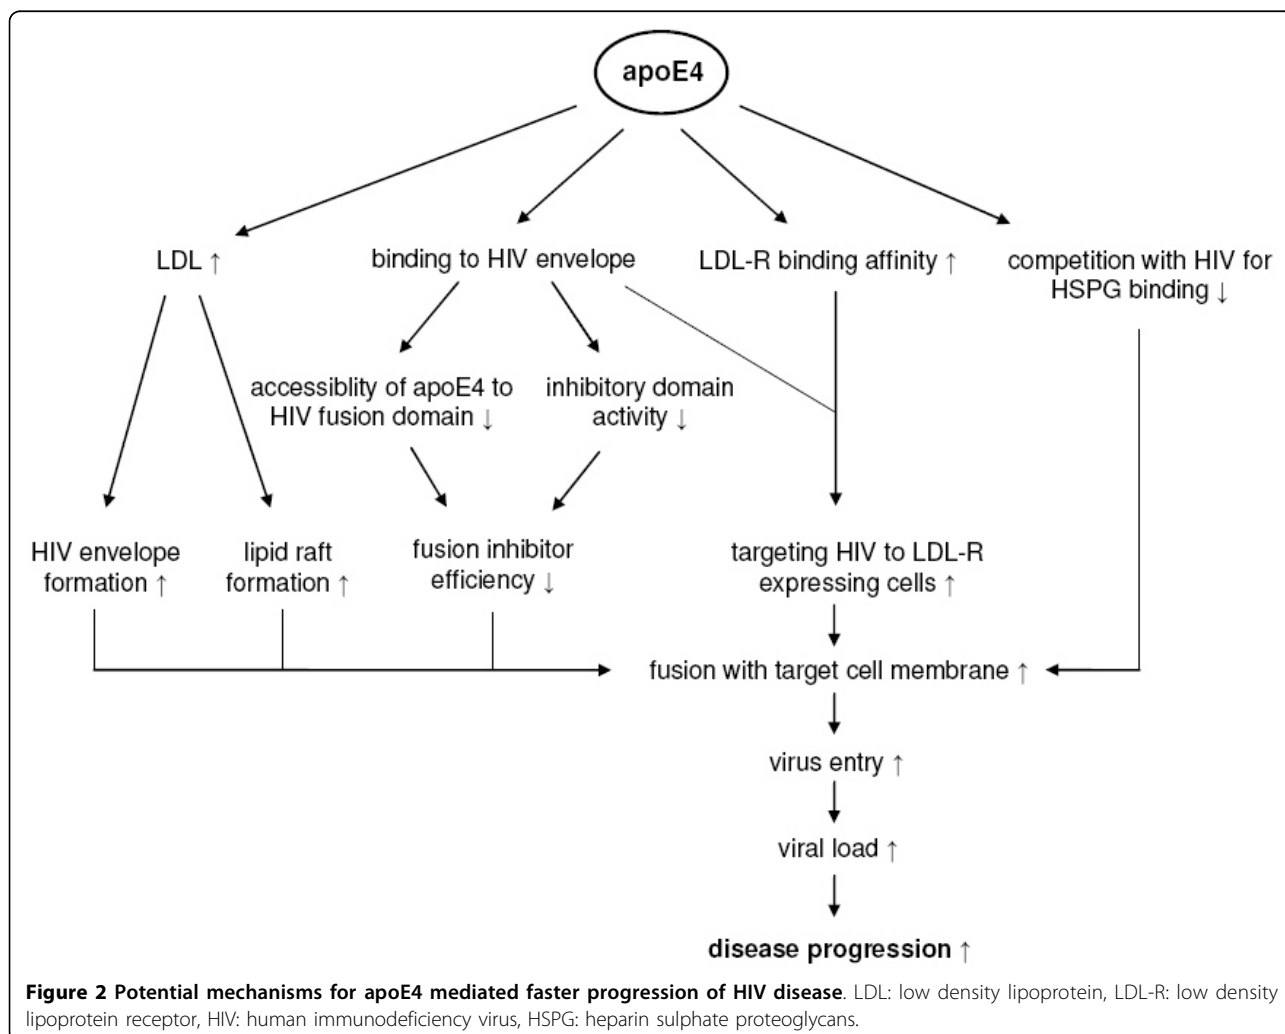 apoE4
LDL ↑
binding to HIV envelope
LDL-R binding affinity ↑
competition with HIV for
HSPG binding ↓
accessiblity of apoE4 to
HIV fusion domain ↓
inhibitory domain
activity ↓
HIV envelope
formation ↑
lipid raft
formation ↑
fusion inhibitor
efficiency ↓
targeting HIV to LDL-R
expressing cells ↑
fusion with target cell membrane ↑
virus entry ↑
viral load ↑
disease progression ↑
Figure 2 Potential mechanisms for apoE4 mediated faster progression of HIV disease. LDL: low density lipoprotein, LDL-R: low density
lipoprotein receptor, HIV: human immunodeficiency virus, HSPG: heparin sulphate proteoglycans.